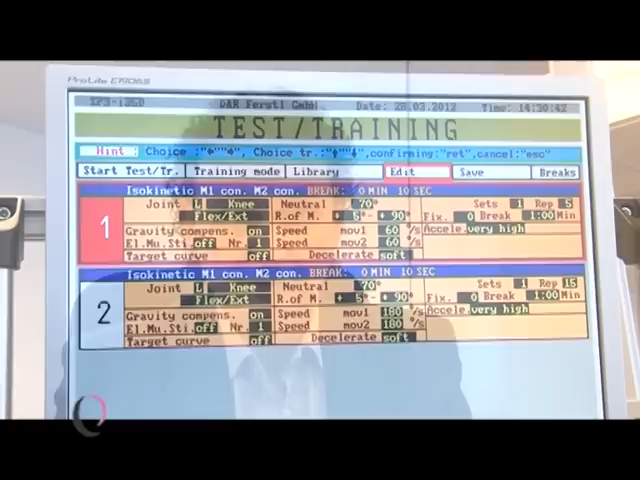 ProLite E1706S
DAR Ferstl GmbH Date: 28.03.2012 Time: 14:30:42
TEST/TRAINING
Hint : Choice :"←""→", Choice tr.:"↑""↓",confirming:"ret",cancel:"esc"
Start Test/Tr. Training mode Library Edit Save Breaks
Isokinetic M1 con. M2 con. BREAK: 0 MIN 10 SEC
1
Joint L Knee Neutral 70° Sets 1 Rep 5
Flex/Ext R.of M. + 5°- + 90° Fix. 0 Break 1:00 Min
Gravity compens. on Speed mov1 60 °/s Accele. very high
El.Mu.Sti. off Nr. 1 Speed mov2 60 °/s
Target curve off Decelerate soft
Isokinetic M1 con. M2 con. BREAK: 0 MIN 10 SEC
2
Joint L Knee Neutral 70° Sets 1 Rep 15
Flex/Ext R.of M. + 5°- + 90° Fix. 0 Break 1:00 Min
Gravity compens. on Speed mov1 180 °/s Accele. very high
El.Mu.Sti. off Nr. 1 Speed mov2 180 °/s
Target curve off Decelerate soft